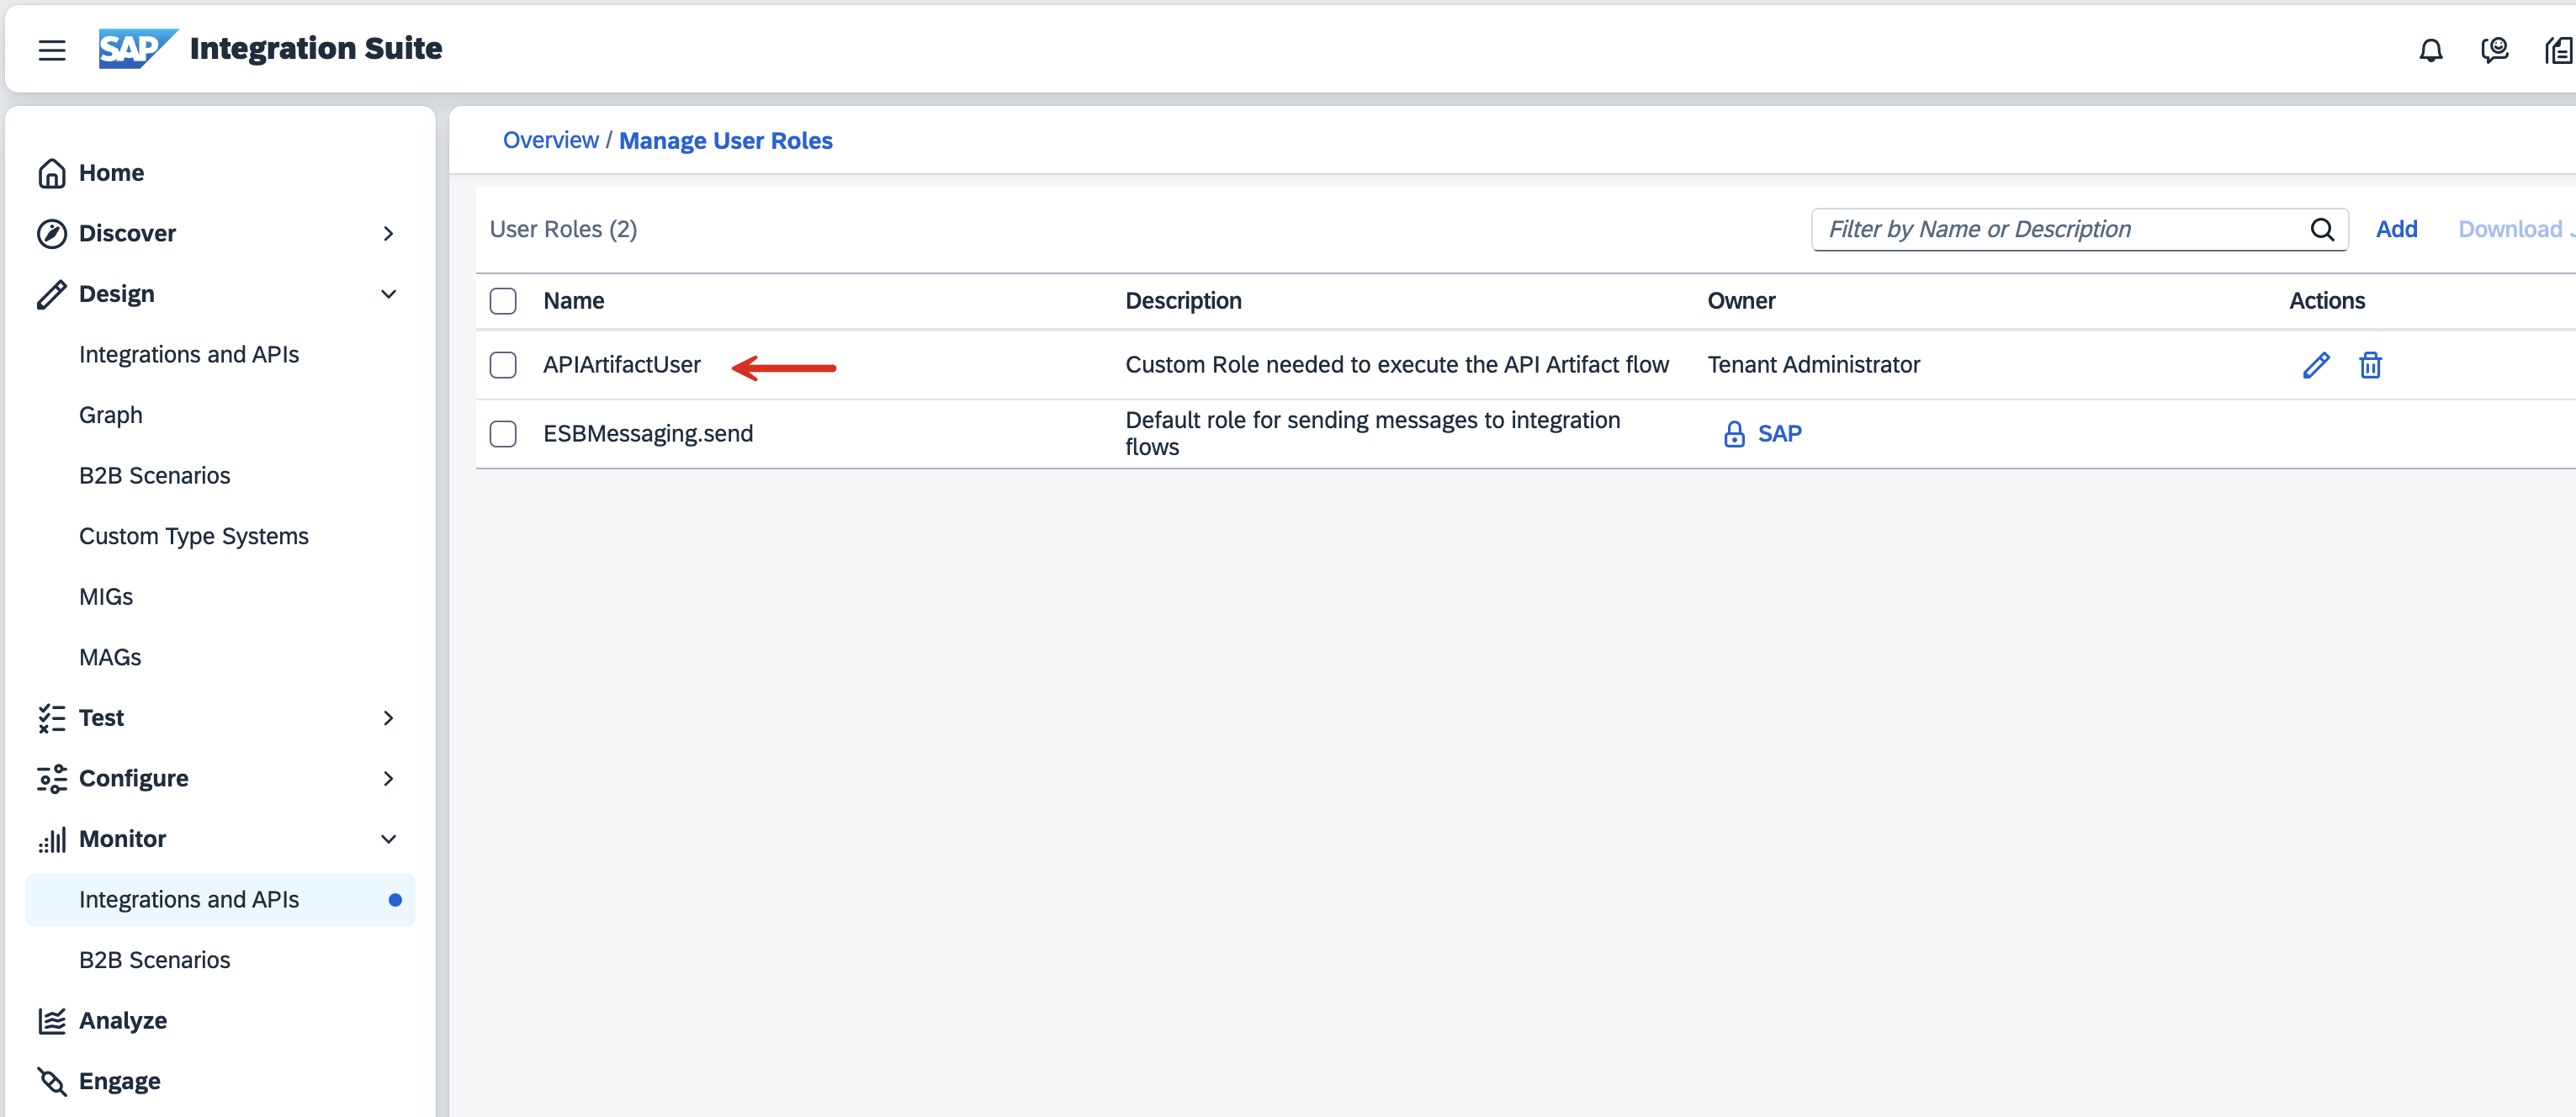 SAP Integration Suite
Home
Discover
Design
Integrations and APIs
Graph
B2B Scenarios
Custom Type Systems
MIGs
MAGs
Test
Configure
Monitor
Integrations and APIs
B2B Scenarios
Analyze
Engage
Overview / Manage User Roles
User Roles (2)
Filter by Name or Description
Add
Download
Name Description Owner Actions
APIArtifactUser Custom Role needed to execute the API Artifact flow Tenant Administrator
ESBMessaging.send Default role for sending messages to integration
flows
SAP